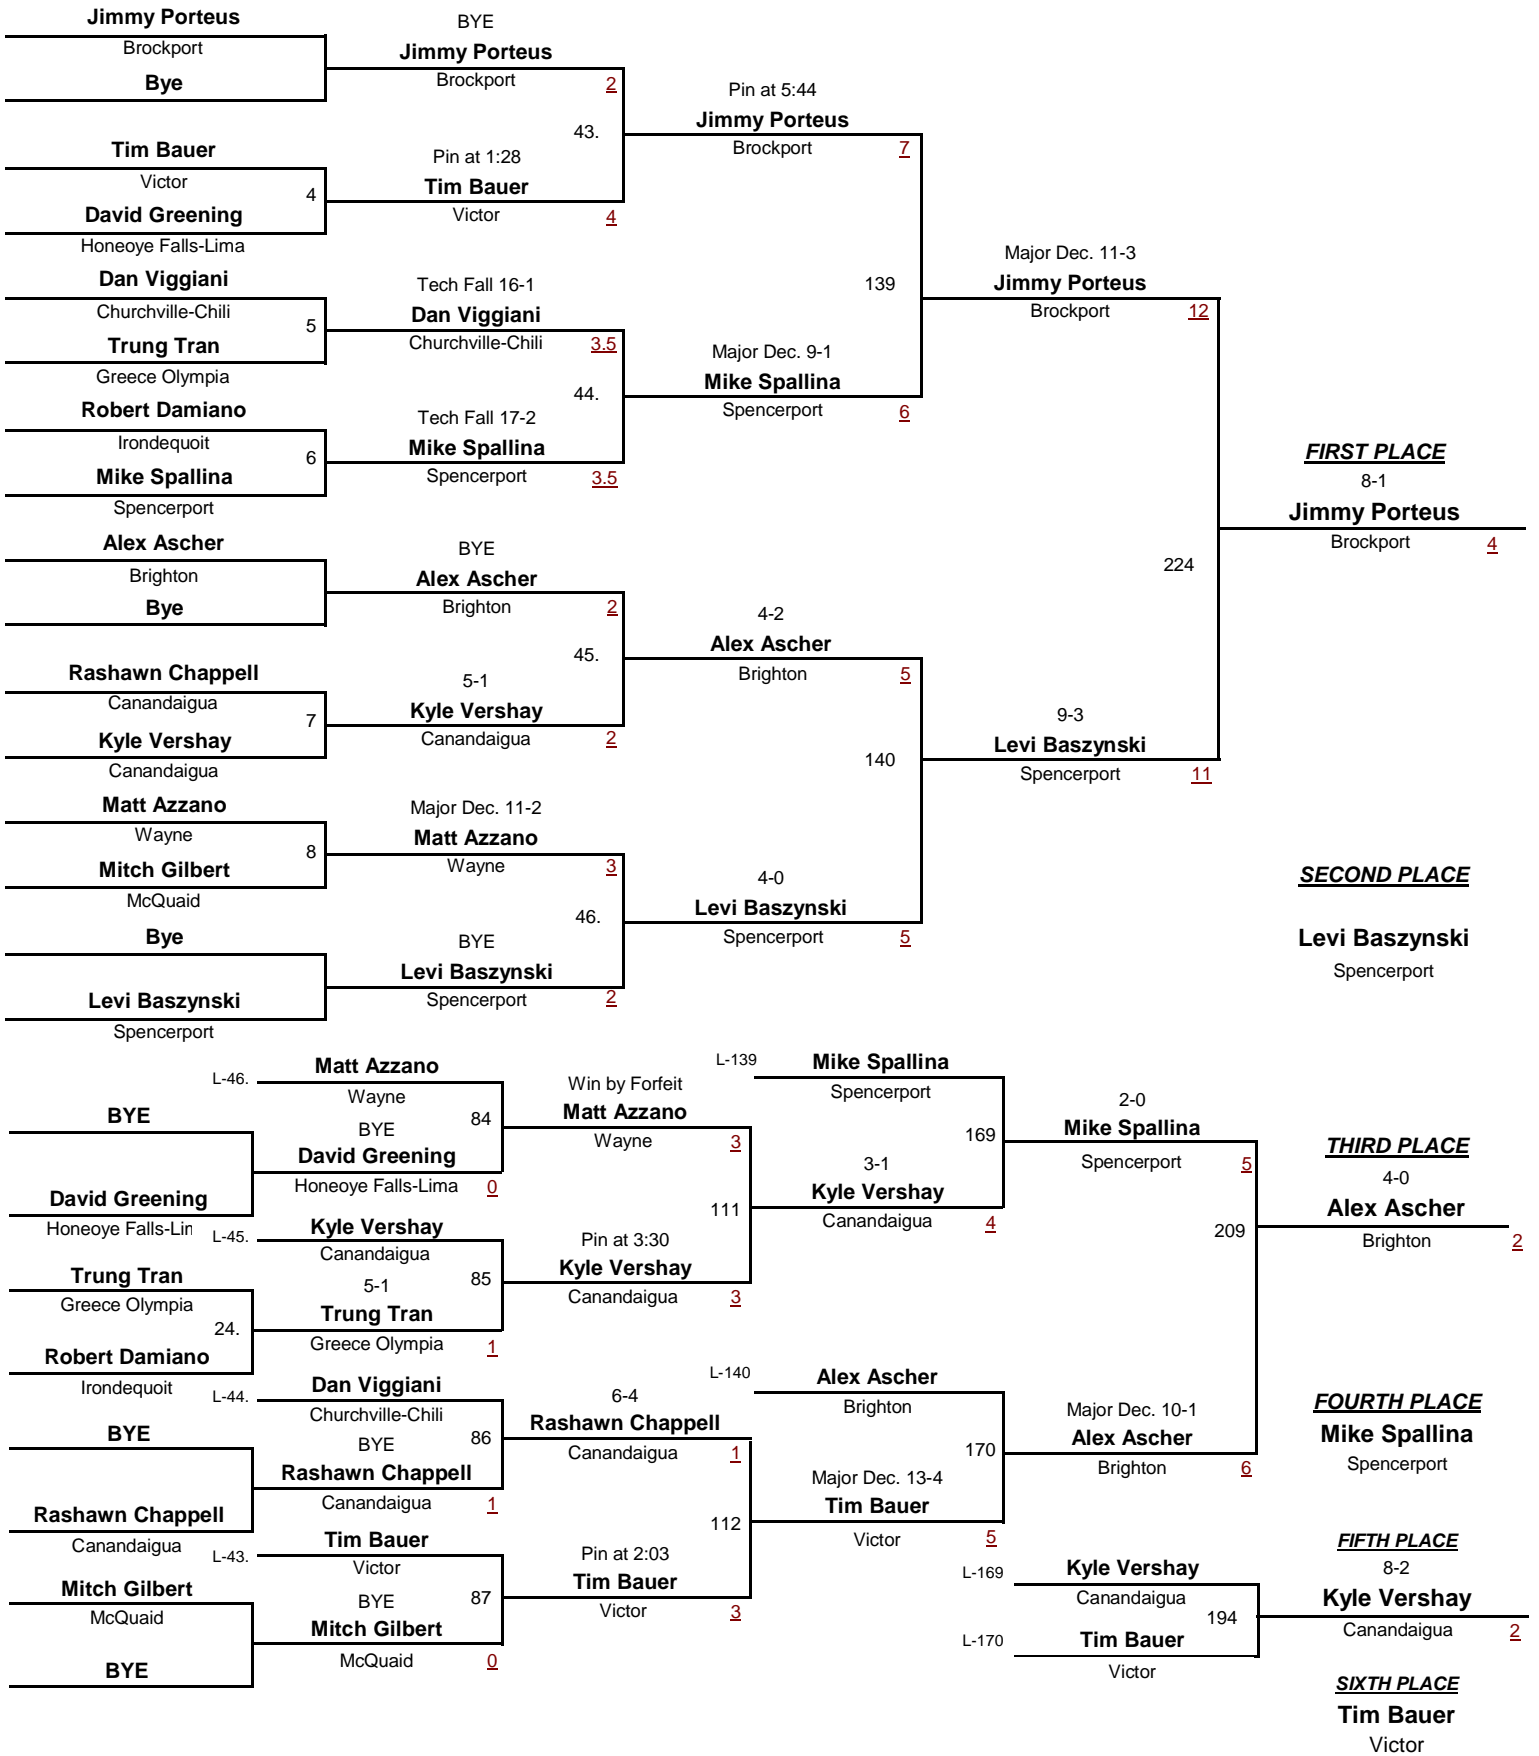 Jimmy Porteus
Brockport
Bye
Tim Bauer
Victor
4
David Greening
Honeoye Falls-Lima
Dan Viggiani
Churchville-Chili
5
Trung Tran
Greece Olympia
Robert Damiano
Irondequoit
6
Mike Spallina
Spencerport
Alex Ascher
Brighton
Bye
Rashawn Chappell
Canandaigua
7
Kyle Vershay
Canandaigua
Matt Azzano
Wayne
8
Mitch Gilbert
McQuaid
Bye
Levi Baszynski
Spencerport
BYE
Jimmy Porteus
Brockport
2
43.
Pin at 1:28
Tim Bauer
Victor
4
Tech Fall 16-1
Dan Viggiani
Churchville-Chili
3.5
44.
Tech Fall 17-2
Mike Spallina
Spencerport
3.5
BYE
Alex Ascher
Brighton
2
45.
5-1
Kyle Vershay
Canandaigua
2
Major Dec. 11-2
Matt Azzano
Wayne
3
46.
BYE
Levi Baszynski
Spencerport
2
Pin at 5:44
Jimmy Porteus
Brockport
7
139
Major Dec. 9-1
Mike Spallina
Spencerport
6
4-2
Alex Ascher
Brighton
5
140
4-0
Levi Baszynski
Spencerport
5
Major Dec. 11-3
Jimmy Porteus
Brockport
12
224
9-3
Levi Baszynski
Spencerport
11
FIRST PLACE
8-1
Jimmy Porteus
Brockport
4
SECOND PLACE
Levi Baszynski
Spencerport
BYE
David Greening
Honeoye Falls-Lin
Trung Tran
Greece Olympia
24.
Robert Damiano
Irondequoit
BYE
Rashawn Chappell
Canandaigua
Mitch Gilbert
McQuaid
BYE
L-46.
Matt Azzano
Wayne
84
BYE
David Greening
Honeoye Falls-Lima
0
L-45.
Kyle Vershay
Canandaigua
85
5-1
Trung Tran
Greece Olympia
1
L-44.
Dan Viggiani
Churchville-Chili
86
BYE
Rashawn Chappell
Canandaigua
1
L-43.
Tim Bauer
Victor
87
BYE
Mitch Gilbert
McQuaid
0
Win by Forfeit
Matt Azzano
Wayne
3
111
Pin at 3:30
Kyle Vershay
Canandaigua
3
6-4
Rashawn Chappell
Canandaigua
1
112
Pin at 2:03
Tim Bauer
Victor
3
L-139
Mike Spallina
Spencerport
169
3-1
Kyle Vershay
Canandaigua
4
L-140
Alex Ascher
Brighton
170
Major Dec. 13-4
Tim Bauer
Victor
5
2-0
Mike Spallina
Spencerport
5
209
Major Dec. 10-1
Alex Ascher
Brighton
6
L-169
Kyle Vershay
Canandaigua
194
L-170
Tim Bauer
Victor
THIRD PLACE
4-0
Alex Ascher
Brighton
2
FOURTH PLACE
Mike Spallina
Spencerport
FIFTH PLACE
8-2
Kyle Vershay
Canandaigua
2
SIXTH PLACE
Tim Bauer
Victor